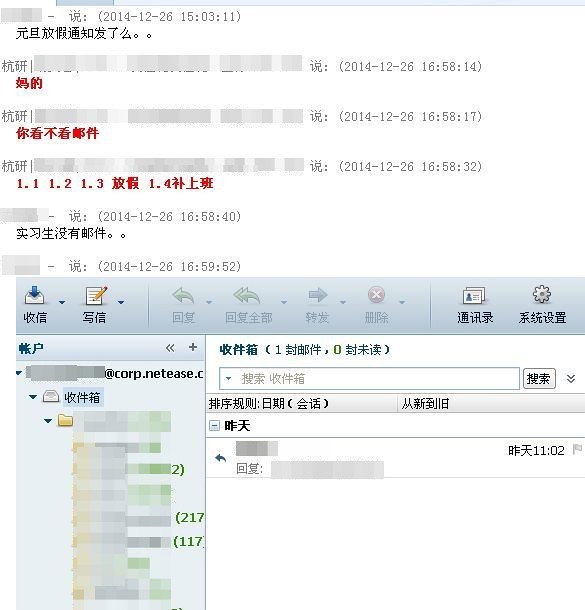 – 说: (2014-12-26 15:03:11)
元旦放假通知发了么。。
杭研| 说: (2014-12-26 16:58:14)
妈的
杭研| 说: (2014-12-26 16:58:17)
你看不看邮件
杭研| 说: (2014-12-26 16:58:32)
1.1 1.2 1.3 放假 1.4补上班
– 说: (2014-12-26 16:58:40)
实习生没有邮件。。
– 说: (2014-12-26 16:59:52)
收信 写信 回复 回复全部 转发 删除 通讯录 系统设置
帐户 « +
收件箱 ( 1 封邮件 , 0 封未读 )
@corp.netease.c
搜索 收件箱 搜索
收件箱
排序规则:日期 ( 会话 ) 从新到旧
昨天
昨天11:02
回复:
2)
(217
(117)